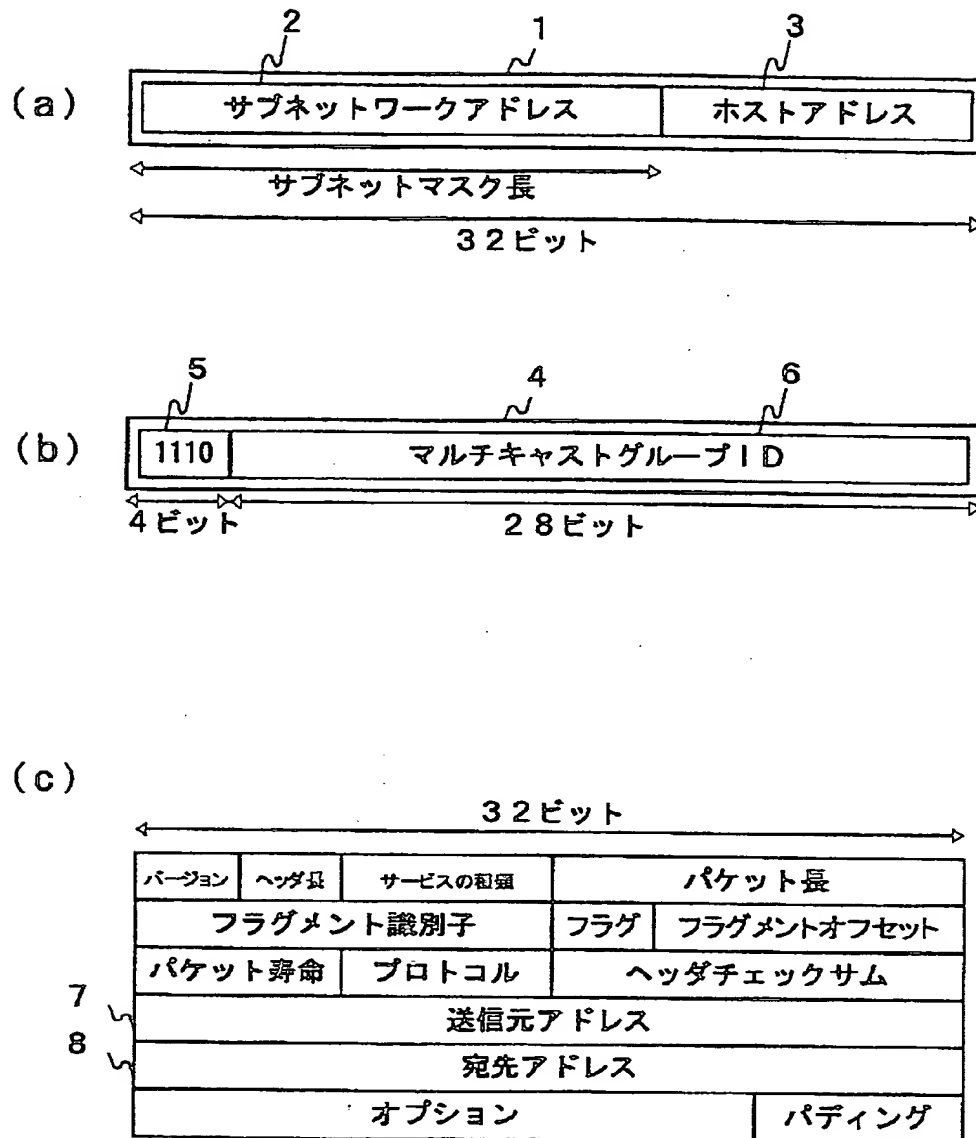 2 1 3
(a) サブネットワークアドレス ホストアドレス
サブネットマスク長
32ビット
5 4 6
(b) 1110 マルチキャストグループID
4ビット 28ビット
(c)
32ビット
バージョン ヘッダ長 サービスの種類 パケット長
フラグメント識別子 フラグ フラグメントオフセット
パケット寿命 プロトコル ヘッダチェックサム
7 送信元アドレス
8 宛先アドレス
オプション パディング